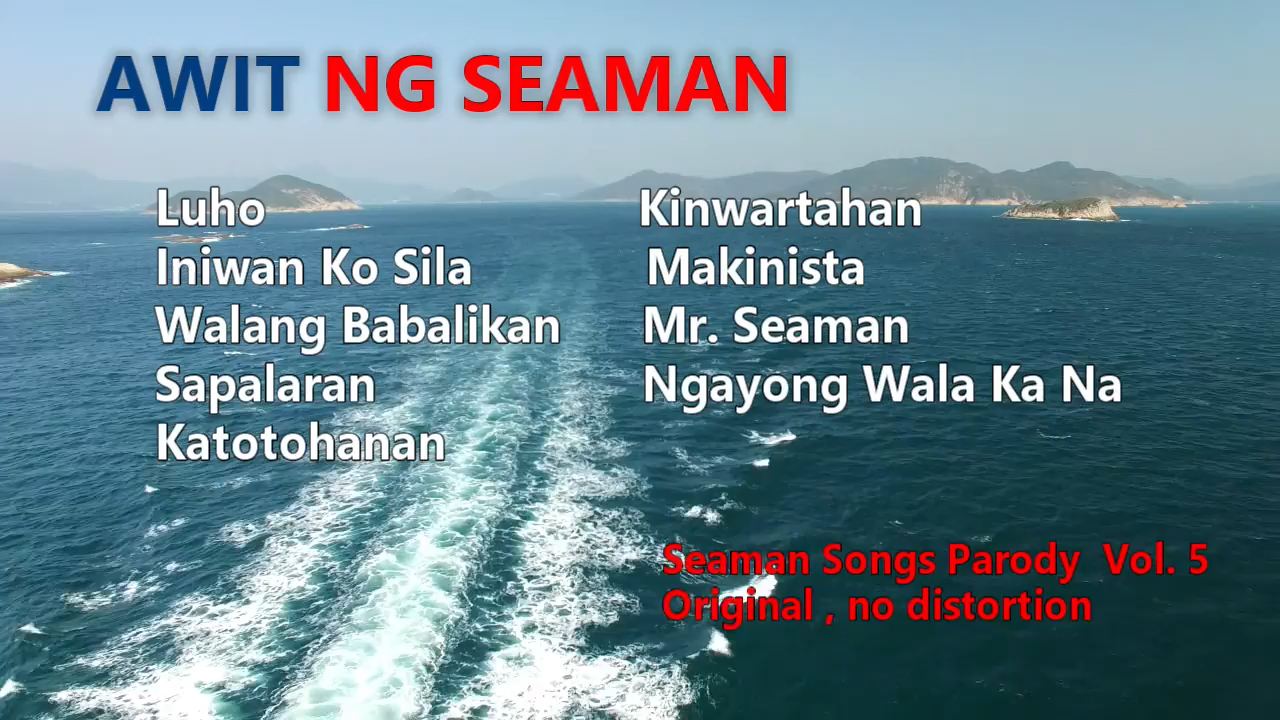 AWIT NG SEAMAN
Luho
Iniwan Ko Sila
Walang Babalikan
Sapalaran
Katotohanan
Kinwartahan
Makinista
Mr. Seaman
Ngayong Wala Ka Na
Seaman Songs Parody Vol. 5
Original , no distortion